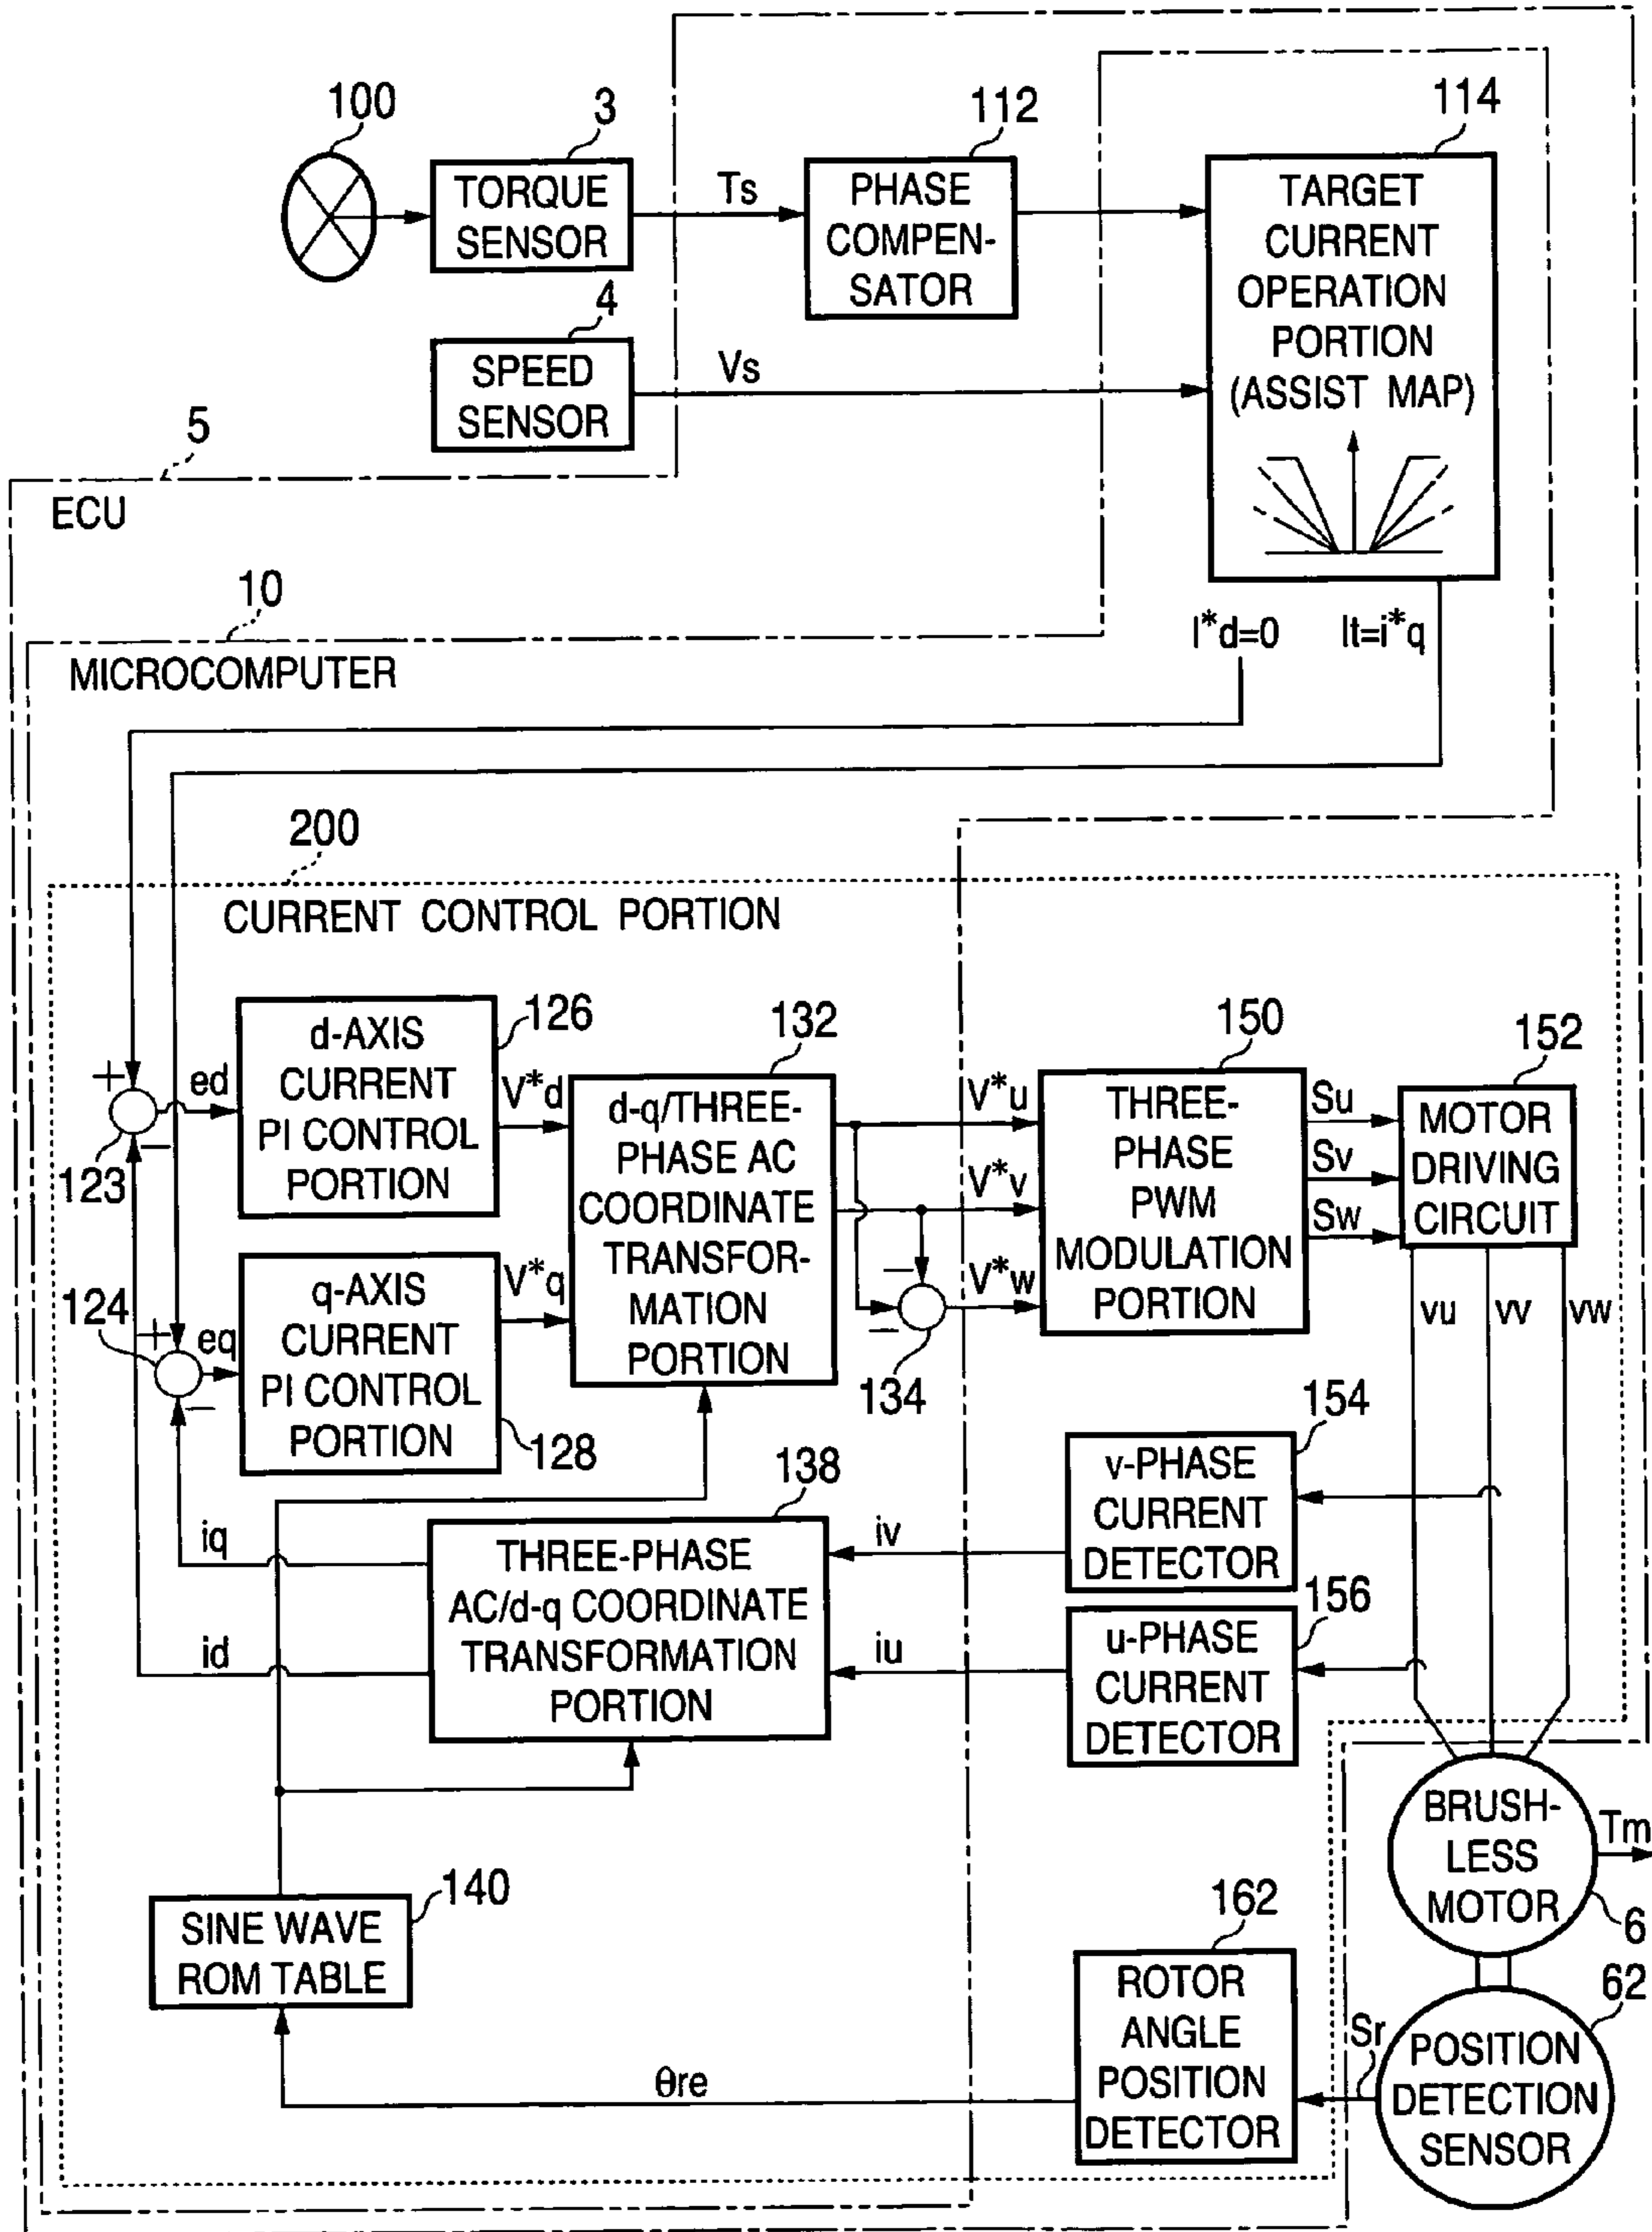 100
3
112
114
TORQUE
SENSOR
Ts
PHASE
COMPEN-
SATOR
TARGET
CURRENT
OPERATION
PORTION
(ASSIST MAP)
4
SPEED
SENSOR
Vs
5
ECU
10
MICROCOMPUTER
I*d=0
It=i*q
200
CURRENT CONTROL PORTION
d-AXIS
CURRENT
PI CONTROL
PORTION
126
132
150
152
+
−
123
ed
V*d
d-q/THREE-
PHASE AC
COORDINATE
TRANSFOR-
MATION
PORTION
V*u
V*v
V*w
THREE-
PHASE
PWM
MODULATION
PORTION
Su
Sv
Sw
MOTOR
DRIVING
CIRCUIT
124
+
−
eq
q-AXIS
CURRENT
PI CONTROL
PORTION
V*q
128
−
−
134
vu
vv
vw
154
v-PHASE
CURRENT
DETECTOR
138
iq
THREE-PHASE
AC/d-q COORDINATE
TRANSFORMATION
PORTION
iv
156
id
iu
u-PHASE
CURRENT
DETECTOR
BRUSH-
LESS
MOTOR
Tm
6
140
SINE WAVE
ROM TABLE
162
ROTOR
ANGLE
POSITION
DETECTOR
62
Sr
POSITION
DETECTION
SENSOR
θre